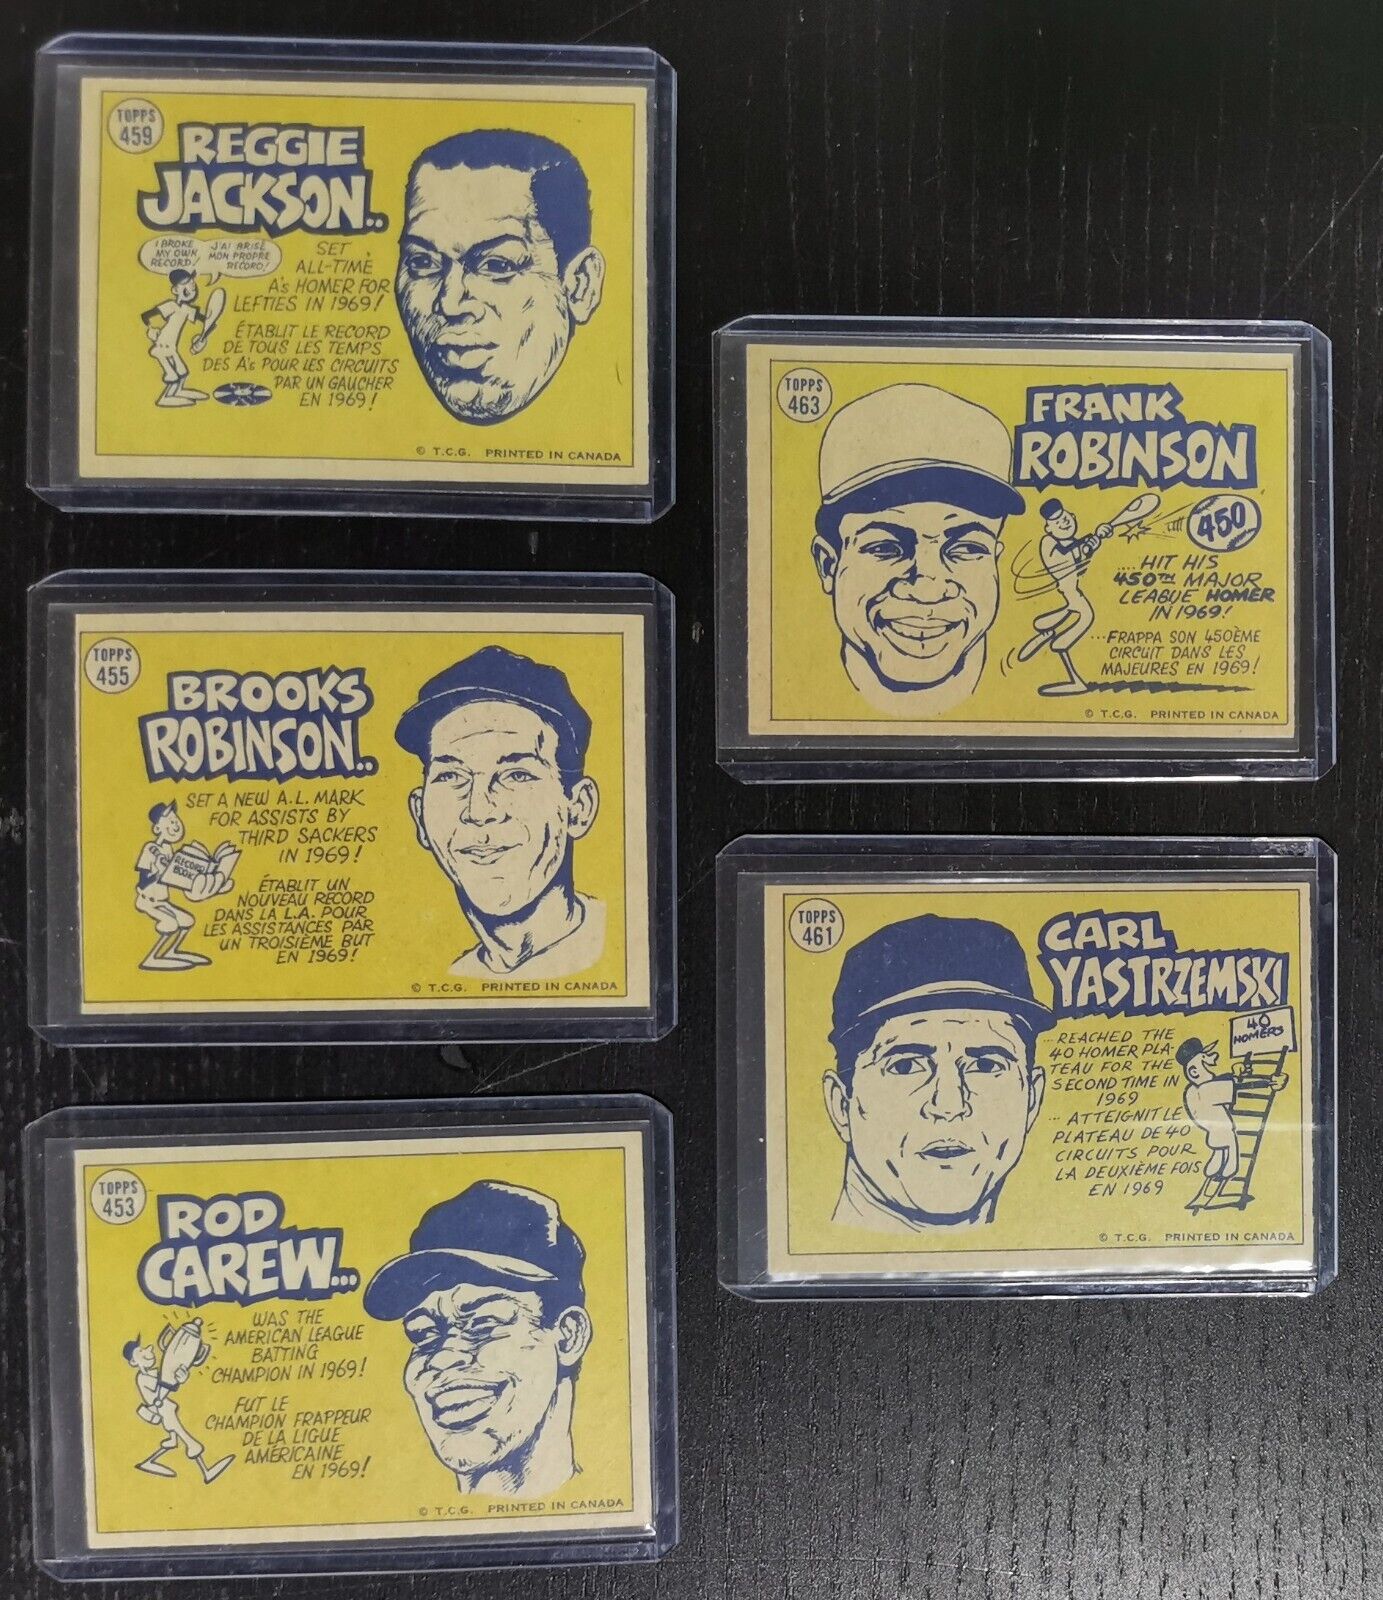 TOPPS
459
REGGIE
JACKSON..
I BROKE
MY OWN
RECORD!
J'AI BRISÉ
MON PROPRE
RECORD!
SET
ALL-TIME
A's HOMER FOR
LEFTIES IN 1969!
ÉTABLIT LE RECORD
DE TOUS LES TEMPS
DES A's POUR LES CIRCUITS
PAR UN GAUCHER
EN 1969!
© T.C.G. PRINTED IN CANADA
TOPPS
455
BROOKS
ROBINSON..
SET A NEW A.L. MARK
FOR ASSISTS BY
THIRD SACKERS
IN 1969!
RECORD
BOOK
ÉTABLIT UN
NOUVEAU RECORD
DANS LA L.A. POUR
LES ASSISTANCES PAR
UN TROISIÈME BUT
EN 1969!
© T.C.G. PRINTED IN CANADA
TOPPS
453
ROD
CAREW...
WAS THE
AMERICAN LEAGUE
BATTING
CHAMPION IN 1969!
FUT LE
CHAMPION FRAPPEUR
DE LA LIGUE
AMÉRICAINE
EN 1969!
© T.C.G. PRINTED IN CANADA
TOPPS
463
FRANK
ROBINSON
450
....HIT HIS
450TH MAJOR
LEAGUE HOMER
IN 1969!
...FRAPPA SON 450ÈME
CIRCUIT DANS LES
MAJEURES EN 1969!
© T.C.G. PRINTED IN CANADA
TOPPS
461
CARL
YASTRZEMSKI
40
HOMERS
...REACHED THE
40 HOMER PLA-
TEAU FOR THE
SECOND TIME IN
1969
... ATTEIGNIT LE
PLATEAU DE 40
CIRCUITS POUR
LA DEUXIÈME FOIS
EN 1969
© T.C.G. PRINTED IN CANADA